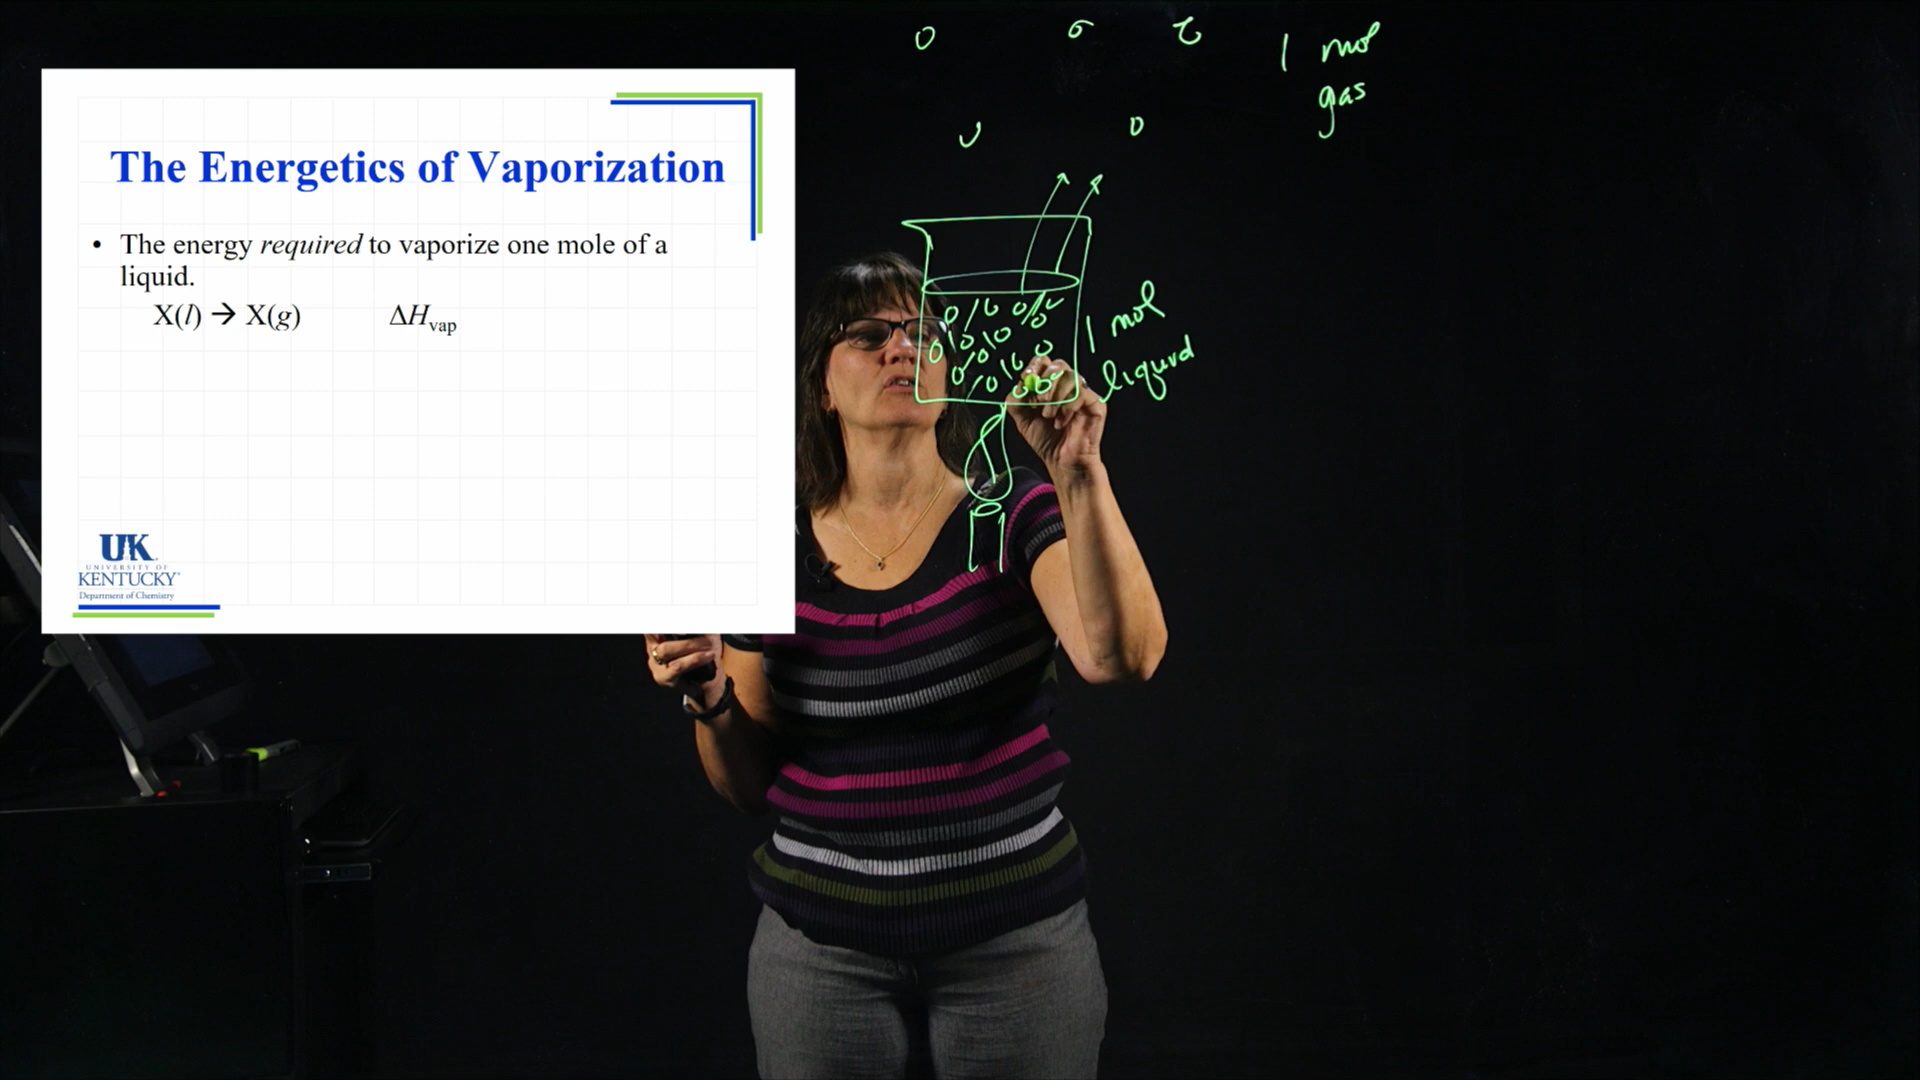 The Energetics of Vaporization
• The energy required to vaporize one mole of a
liquid.
X(l) → X(g) ΔHvap
UK
UNIVERSITY OF
KENTUCKY
Department of Chemistry
1 mol
gas
1 mol
liquid